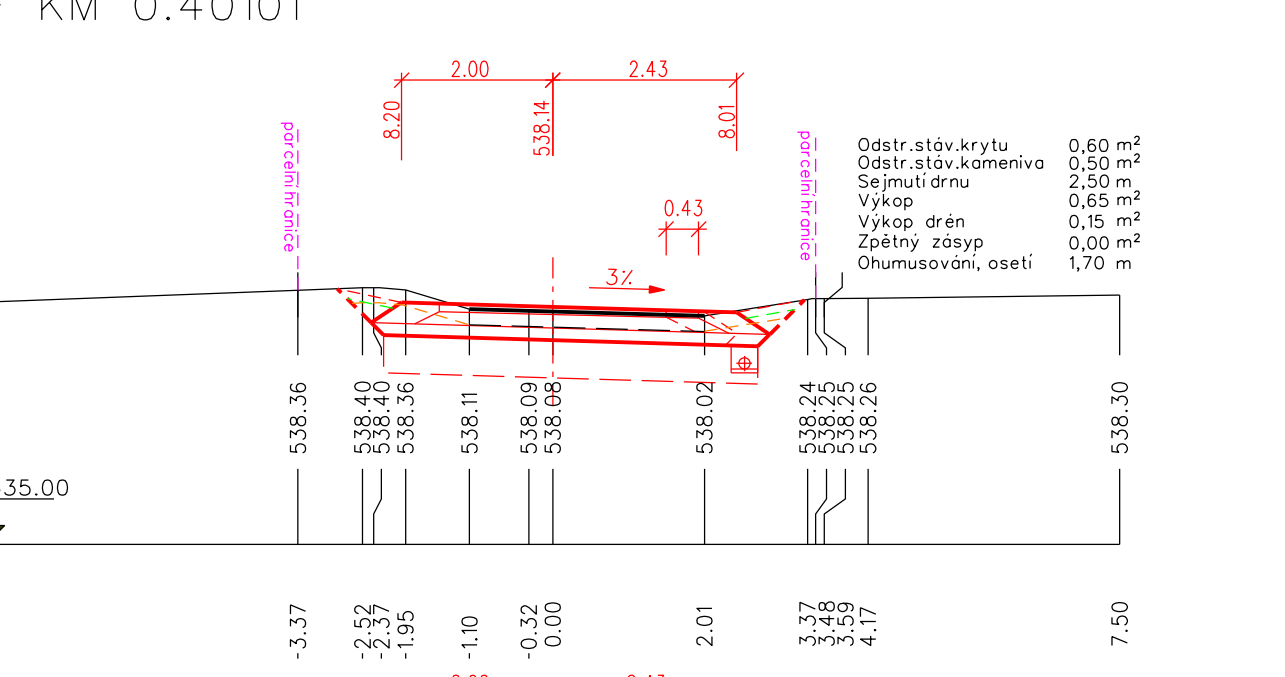 KM 0.40101
2.00 2.43
8.20 538.14 8.01
parcelní hranice parcelní hranice
Odstr.stáv.krytu 0,60 m²
Odstr.stáv.kameniva 0,50 m²
Sejmutí drnu 2,50 m
Výkop 0,65 m²
Výkop drén 0,15 m²
Zpětný zásyp 0,00 m²
Ohumusování, osetí 1,70 m
0.43
3%
538.36 538.40 538.40 538.36 538.11 538.09 538.08 538.02 538.24 538.25 538.25 538.26 538.30
35.00
-3.37 -2.52 -2.37 -1.95 -1.10 -0.32 0.00 2.01 3.37 3.48 3.59 4.17 7.50